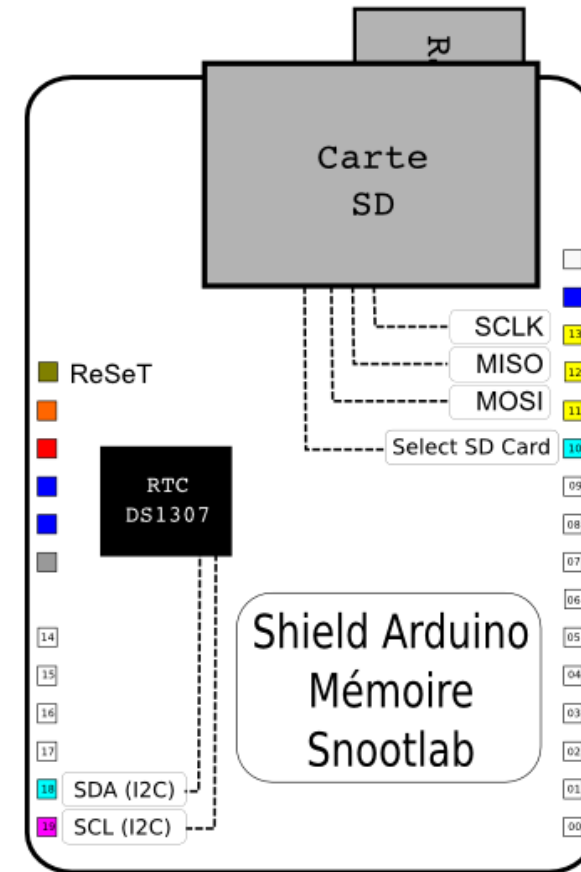 Carte
SD
SCLK
13
MISO
12
MOSI
11
Select SD Card
10
ReSeT
RTC
DS1307
09
08
07
06
05
04
03
02
01
00
14
15
16
17
18
SDA (I2C)
19
SCL (I2C)
Shield Arduino
Mémoire
Snootlab